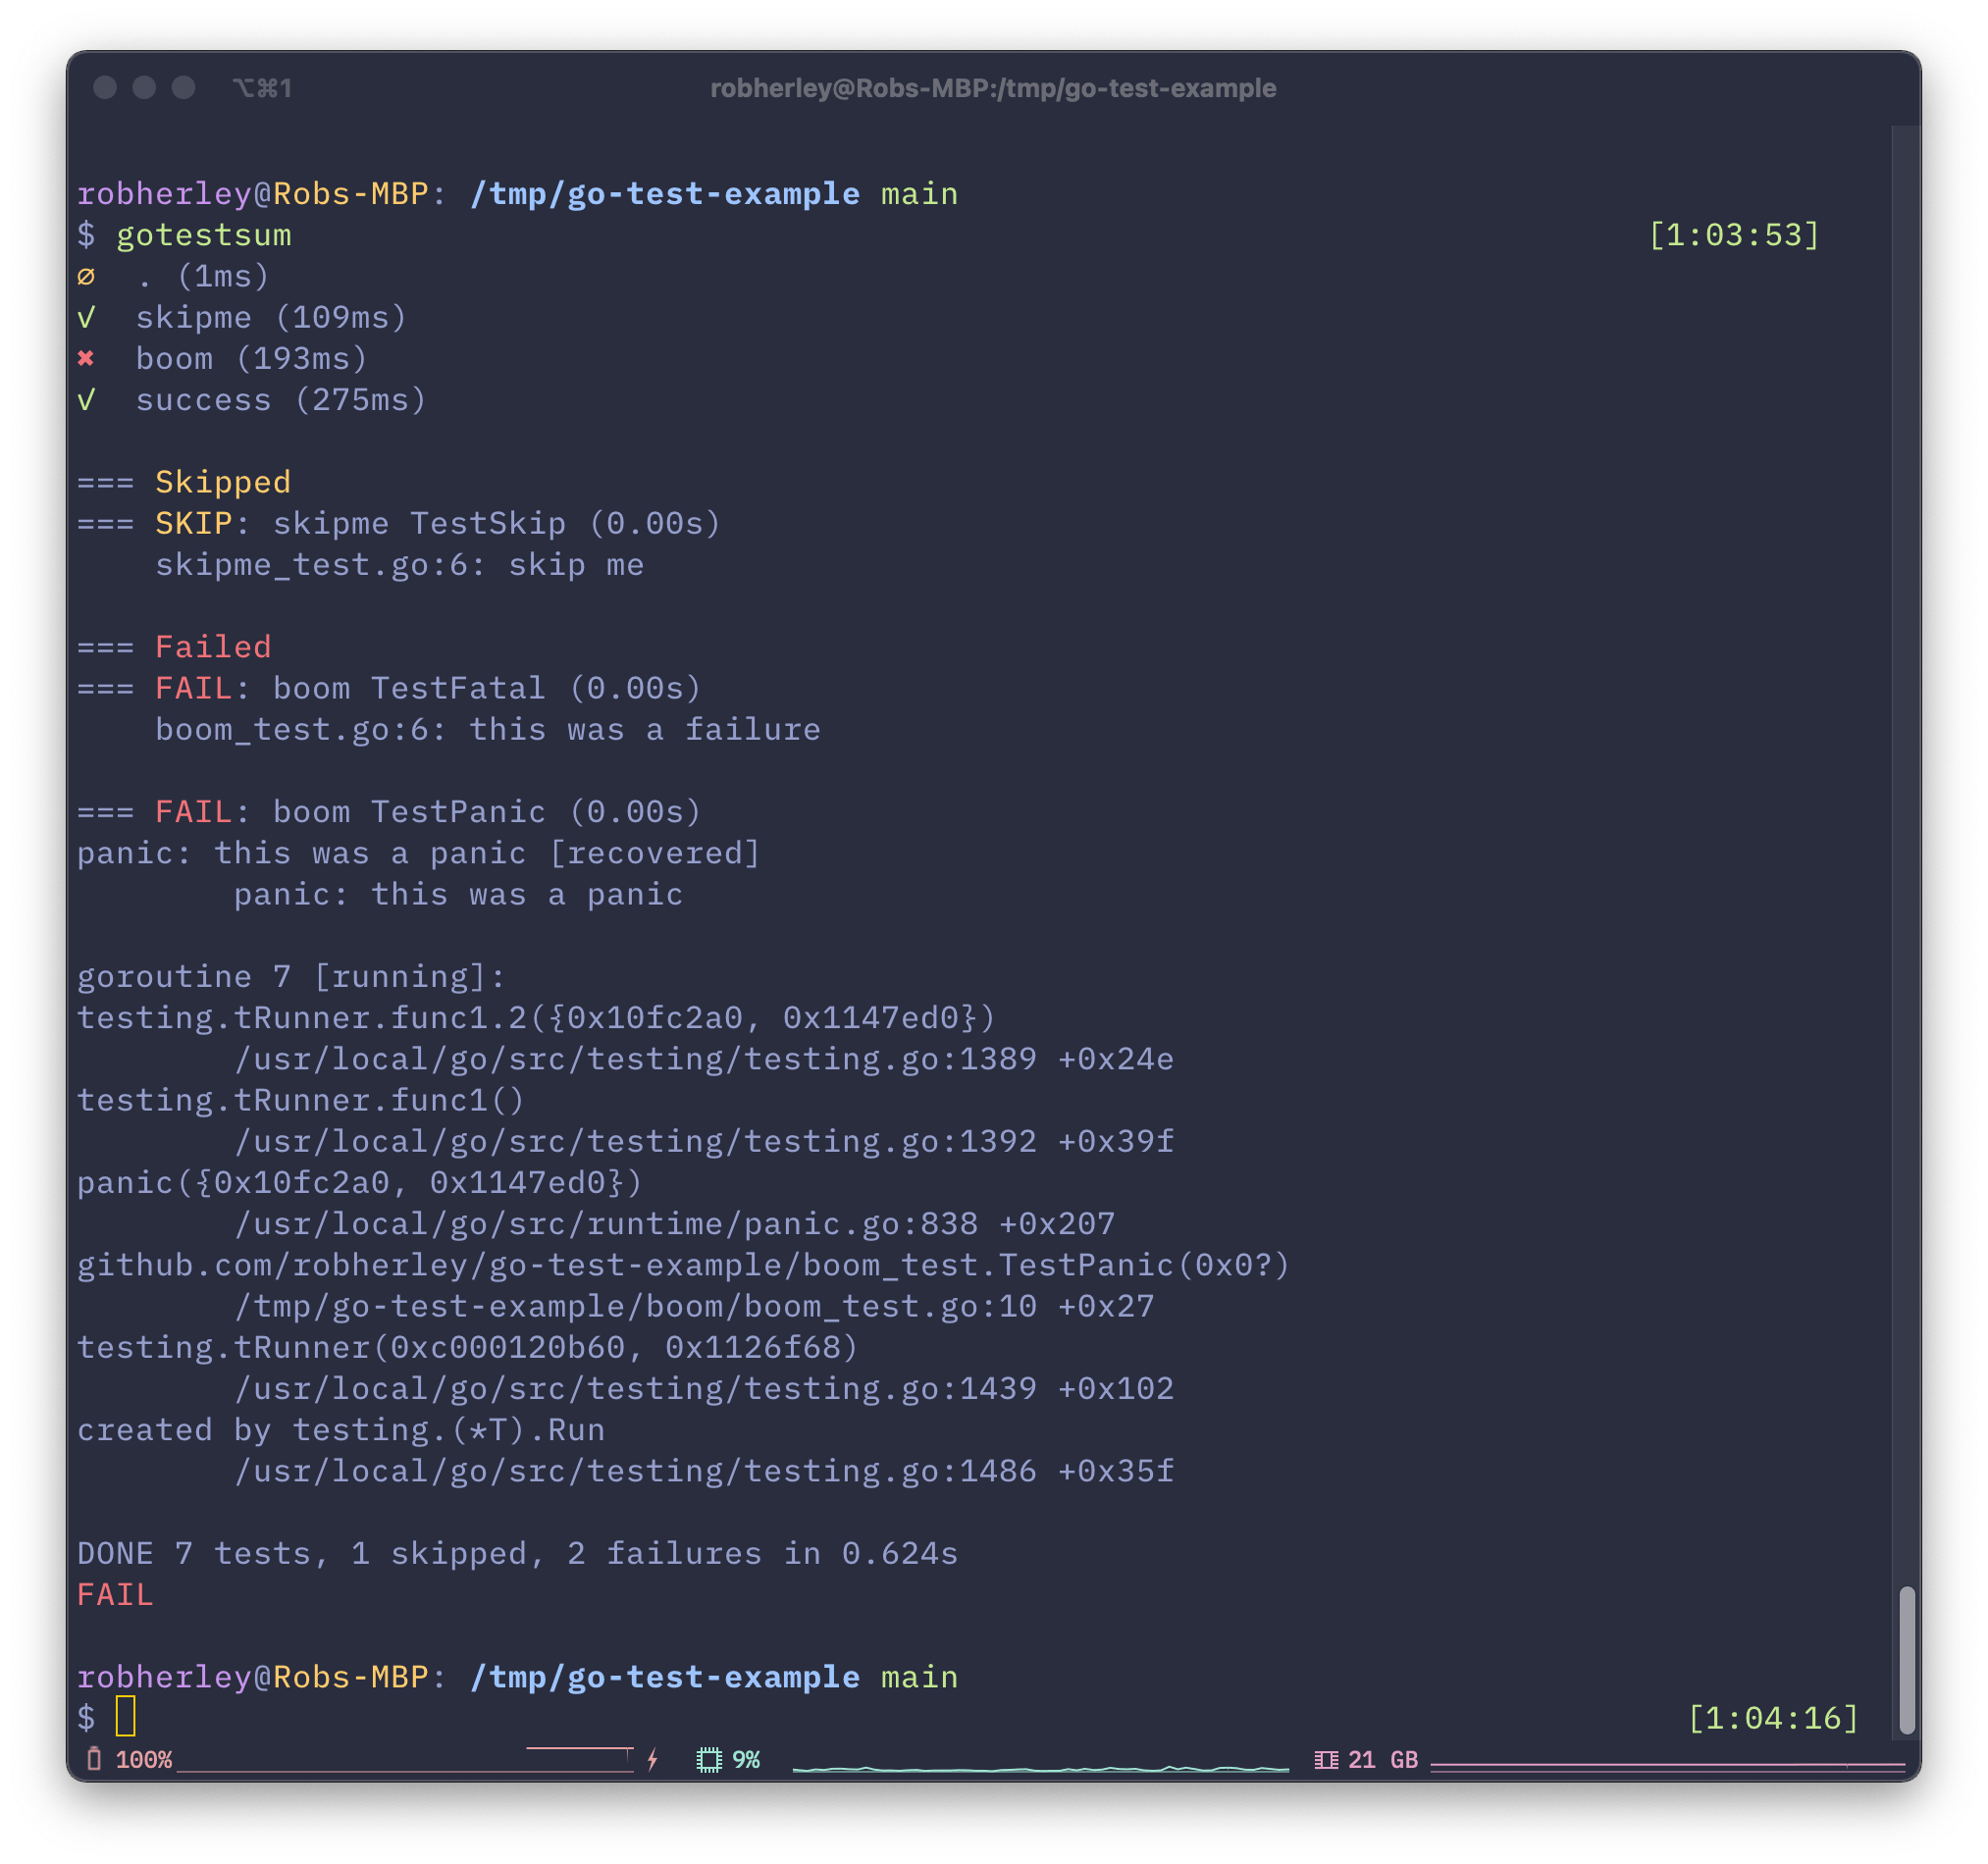 ⌥⌘1 robherley@Robs-MBP:/tmp/go-test-example
robherley@Robs-MBP: /tmp/go-test-example main
$ gotestsum [1:03:53]
∅ . (1ms)
✓ skipme (109ms)
✖ boom (193ms)
✓ success (275ms)
=== Skipped
=== SKIP: skipme TestSkip (0.00s)
skipme_test.go:6: skip me
=== Failed
=== FAIL: boom TestFatal (0.00s)
boom_test.go:6: this was a failure
=== FAIL: boom TestPanic (0.00s)
panic: this was a panic [recovered]
panic: this was a panic
goroutine 7 [running]:
testing.tRunner.func1.2({0x10fc2a0, 0x1147ed0})
/usr/local/go/src/testing/testing.go:1389 +0x24e
testing.tRunner.func1()
/usr/local/go/src/testing/testing.go:1392 +0x39f
panic({0x10fc2a0, 0x1147ed0})
/usr/local/go/src/runtime/panic.go:838 +0x207
github.com/robherley/go-test-example/boom_test.TestPanic(0x0?)
/tmp/go-test-example/boom/boom_test.go:10 +0x27
testing.tRunner(0xc000120b60, 0x1126f68)
/usr/local/go/src/testing/testing.go:1439 +0x102
created by testing.(*T).Run
/usr/local/go/src/testing/testing.go:1486 +0x35f
DONE 7 tests, 1 skipped, 2 failures in 0.624s
FAIL
robherley@Robs-MBP: /tmp/go-test-example main
$ [1:04:16]
100% 9% 21 GB